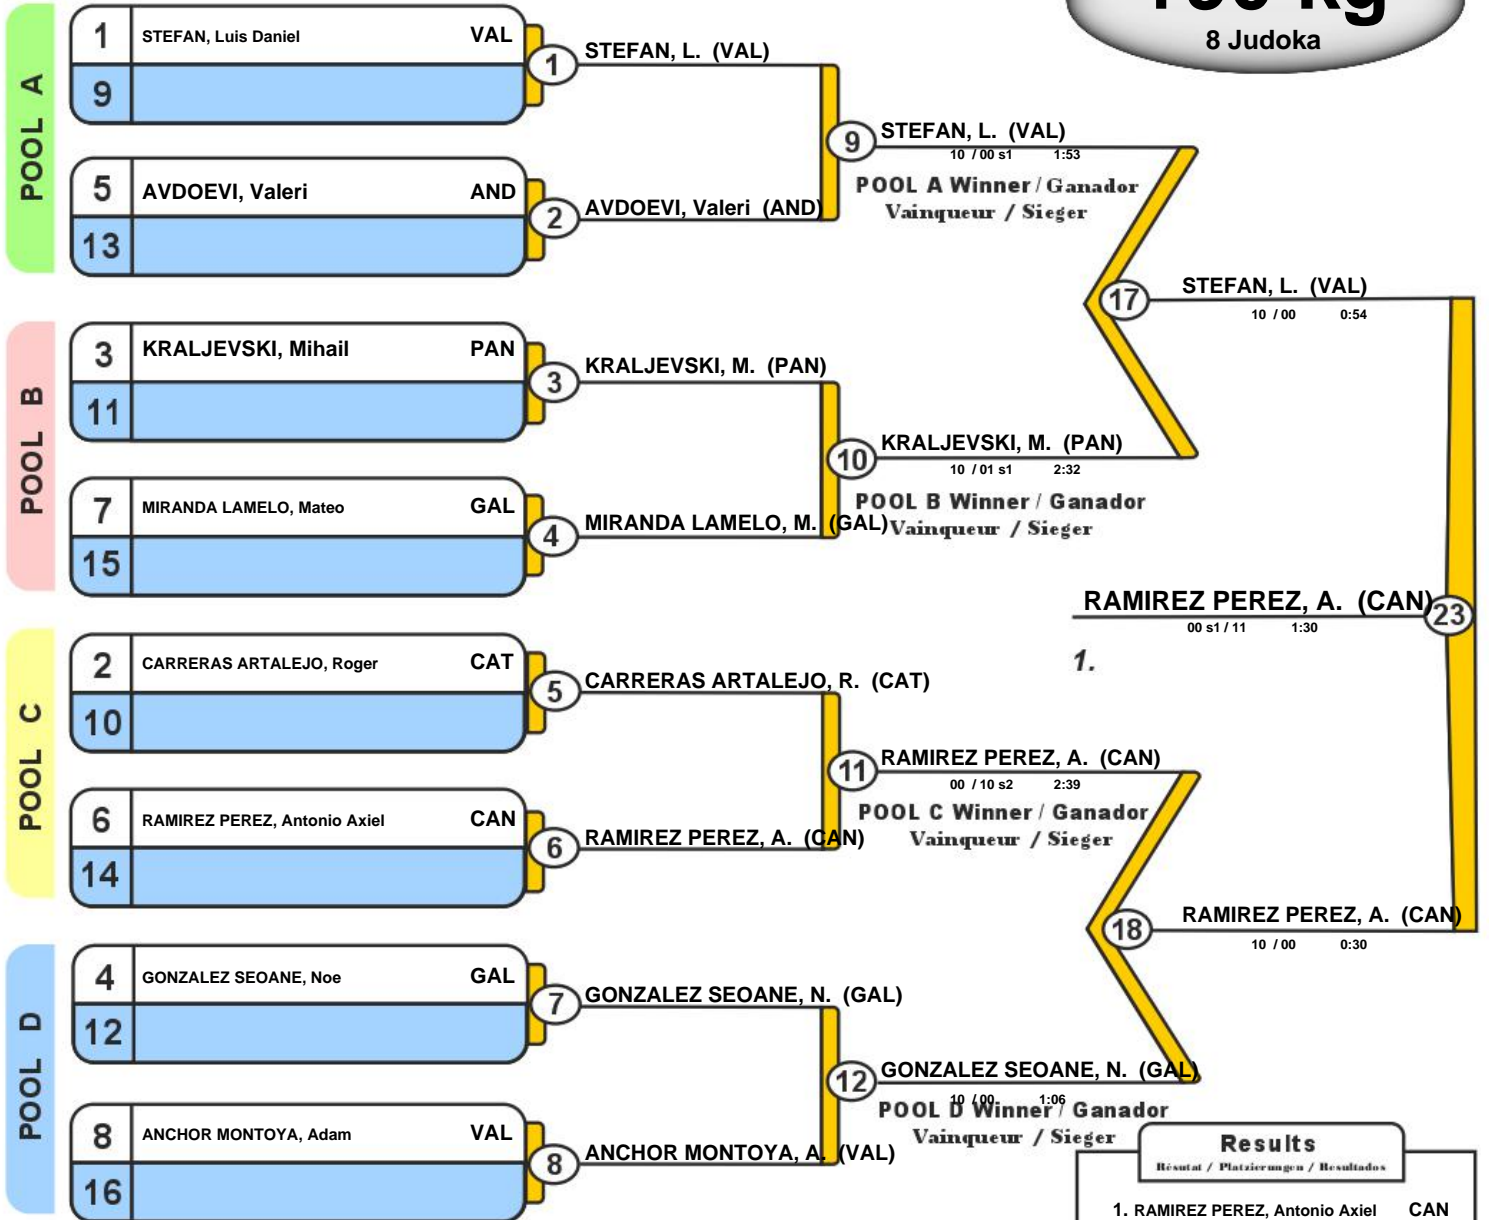 8 Judoka
POOL A
1 STEFAN, Luis Daniel VAL
9
5 AVDOEVI, Valeri AND
13
1 STEFAN, L. (VAL)
2 AVDOEVI, Valeri (AND)
9 STEFAN, L. (VAL)
10 / 00 s1 1:53
POOL A Winner / Ganador
Vainqueur / Sieger
POOL B
3 KRALJEVSKI, Mihail PAN
11
7 MIRANDA LAMELO, Mateo GAL
15
3 KRALJEVSKI, M. (PAN)
4 MIRANDA LAMELO, M. (GAL)
10 KRALJEVSKI, M. (PAN)
10 / 01 s1 2:32
POOL B Winner / Ganador
Vainqueur / Sieger
17 STEFAN, L. (VAL)
10 / 00 0:54
RAMIREZ PEREZ, A. (CAN) 23
00 s1 / 11 1:30
1.
POOL C
2 CARRERAS ARTALEJO, Roger CAT
10
6 RAMIREZ PEREZ, Antonio Axiel CAN
14
5 CARRERAS ARTALEJO, R. (CAT)
6 RAMIREZ PEREZ, A. (CAN)
11 RAMIREZ PEREZ, A. (CAN)
00 / 10 s2 2:39
POOL C Winner / Ganador
Vainqueur / Sieger
18 RAMIREZ PEREZ, A. (CAN)
10 / 00 0:30
POOL D
4 GONZALEZ SEOANE, Noe GAL
12
8 ANCHOR MONTOYA, Adam VAL
16
7 GONZALEZ SEOANE, N. (GAL)
8 ANCHOR MONTOYA, A. (VAL)
12 GONZALEZ SEOANE, N. (GAL)
10 / 00 1:06
POOL D Winner / Ganador
Vainqueur / Sieger
Results
Résutat / Platzierungen / Resultados
1. RAMIREZ PEREZ, Antonio Axiel CAN